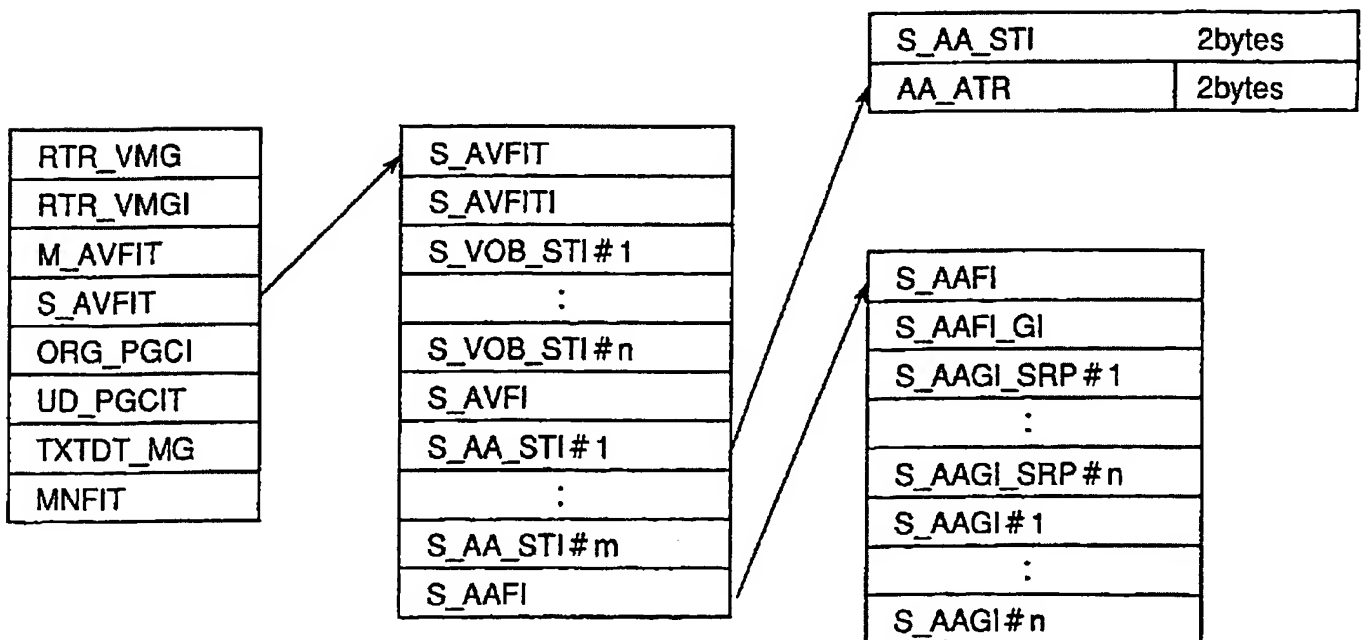 RTR_VMG
RTR_VMGI
M_AVFIT
S_AVFIT
ORG_PGCI
UD_PGCIT
TXTDT_MG
MNFIT
S_AVFIT
S_AVFITI
S_VOB_STI#1
:
S_VOB_STI#n
S_AVFI
S_AA_STI#1
:
S_AA_STI#m
S_AAFI
S_AA_STI 2bytes
AA_ATR 2bytes
S_AAFI
S_AAFI_GI
S_AAGI_SRP#1
:
S_AAGI_SRP#n
S_AAGI#1
:
S_AAGI#n